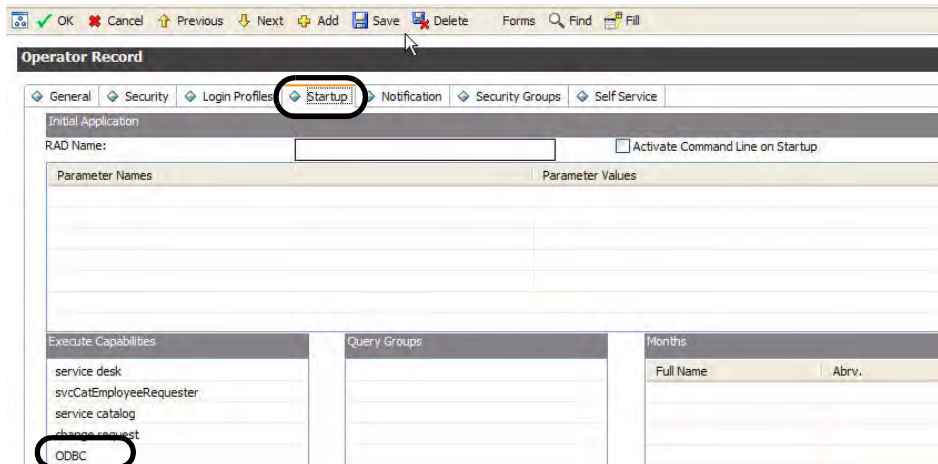 OK Cancel Previous Next Add Save Delete Forms Find Fill
Operator Record
General Security Login Profiles Startup Notification Security Groups Self Service
Initial Application
RAD Name: Activate Command Line on Startup
Parameter Names Parameter Values
Execute Capabilities Query Groups Months
service desk Full Name Abrv.
svcCatEmployeeRequester
service catalog
change request
ODBC